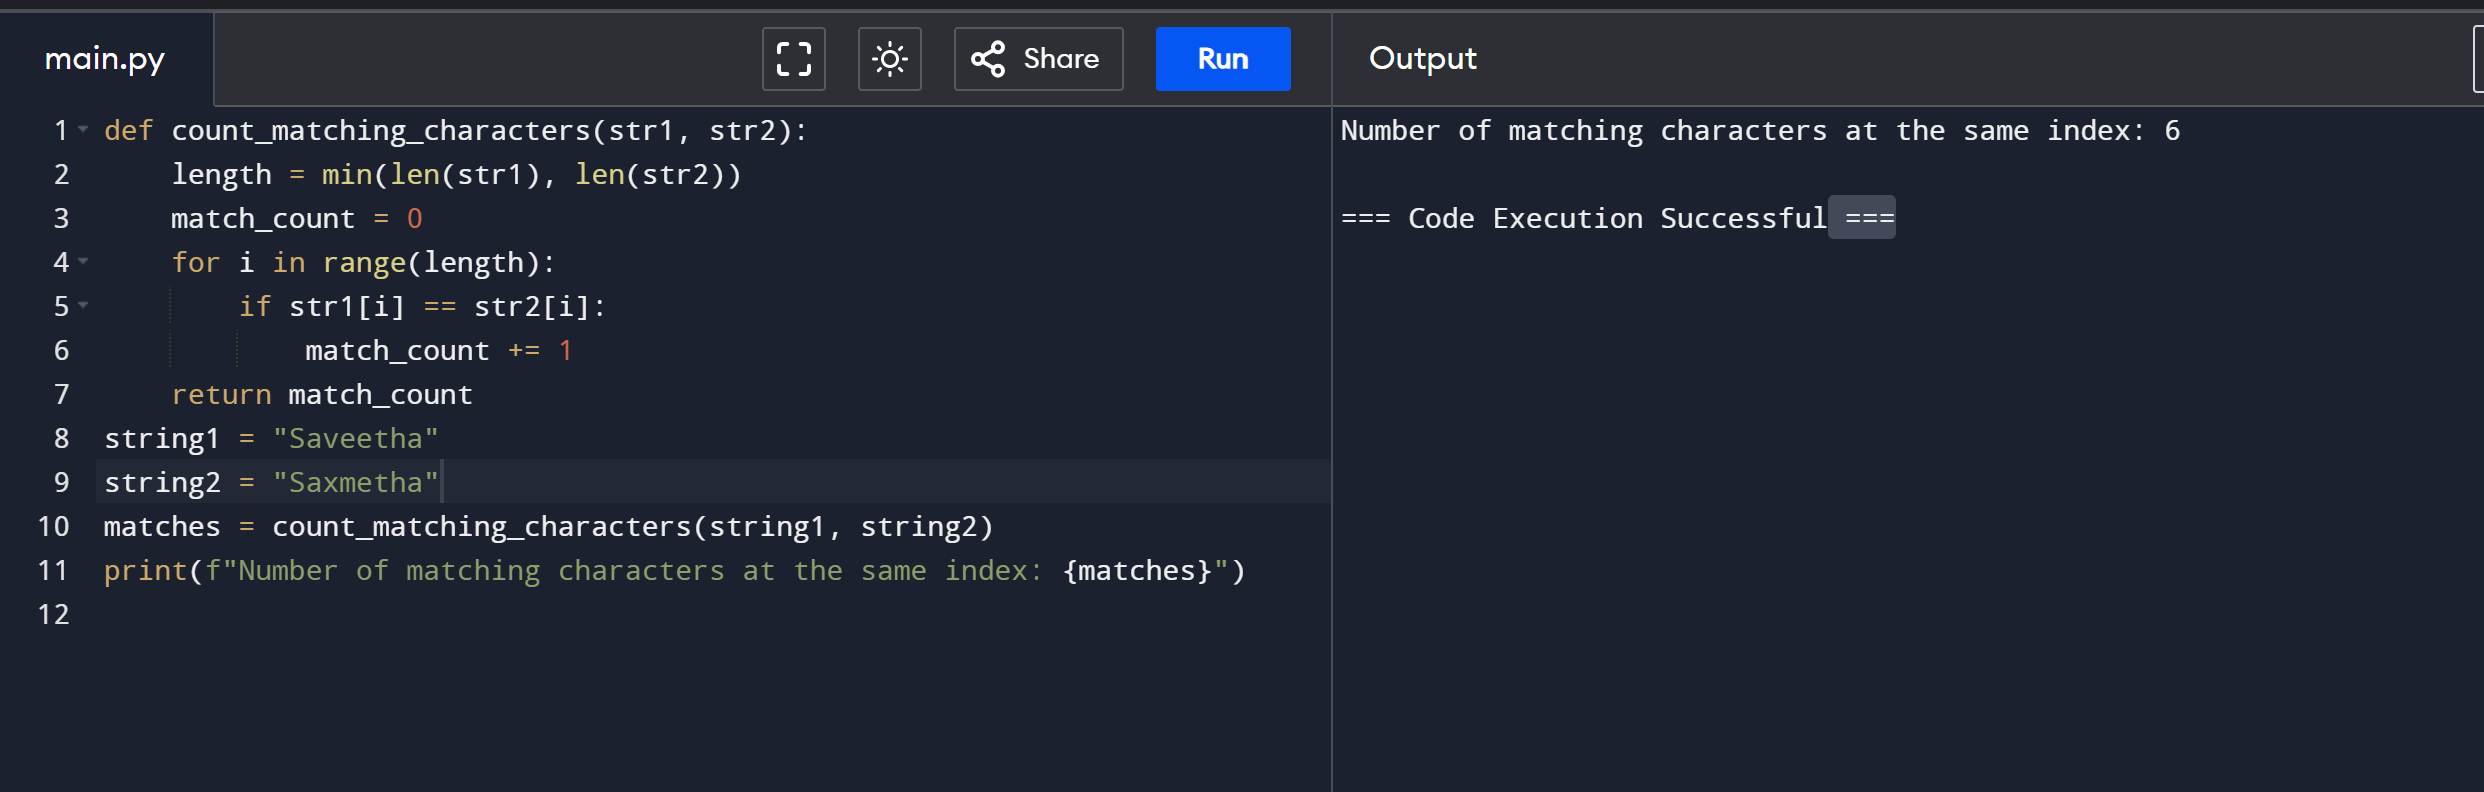 main.py Share Run Output
1 def count_matching_characters(str1, str2):
2     length = min(len(str1), len(str2))
3     match_count = 0
4     for i in range(length):
5         if str1[i] == str2[i]:
6             match_count += 1
7     return match_count
8 string1 = "Saveetha"
9 string2 = "Saxmetha"
10 matches = count_matching_characters(string1, string2)
11 print(f"Number of matching characters at the same index: {matches}")
12
Number of matching characters at the same index: 6
=== Code Execution Successful ===